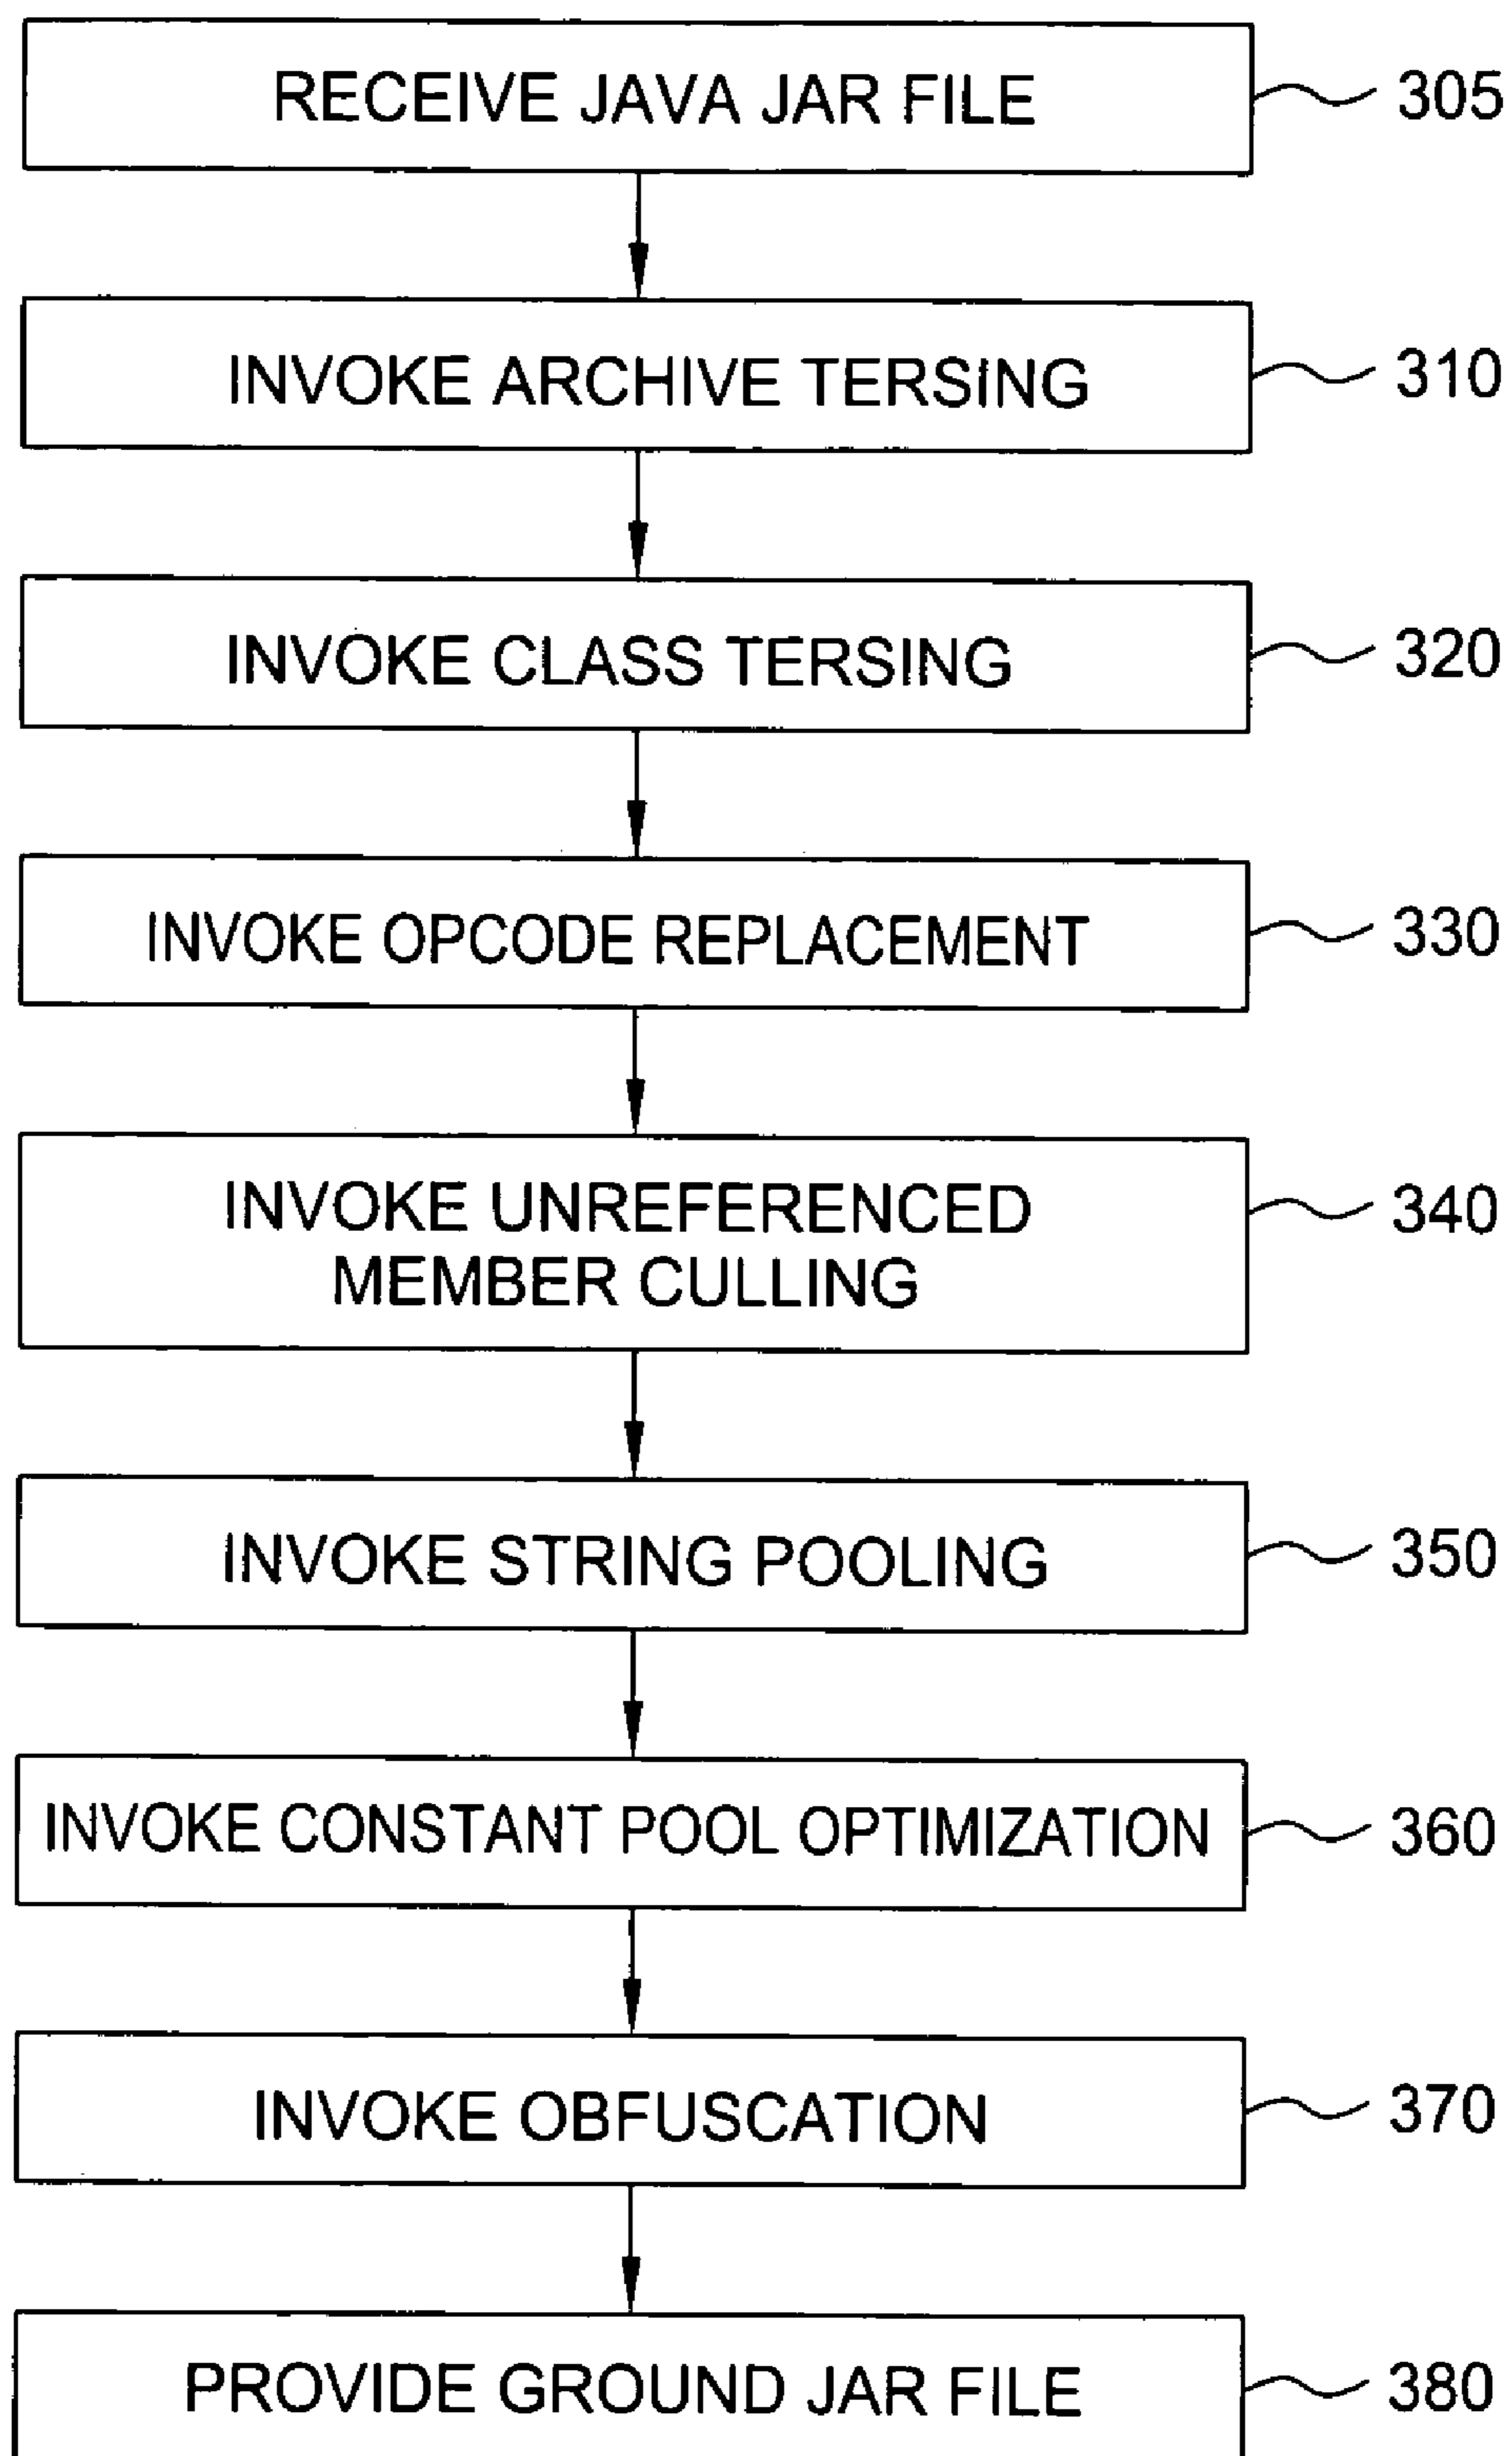 RECEIVE JAVA JAR FILE 305
INVOKE ARCHIVE TERSING 310
INVOKE CLASS TERSING 320
INVOKE OPCODE REPLACEMENT 330
INVOKE UNREFERENCED 340
MEMBER CULLING
INVOKE STRING POOLING 350
INVOKE CONSTANT POOL OPTIMIZATION 360
INVOKE OBFUSCATION 370
PROVIDE GROUND JAR FILE 380